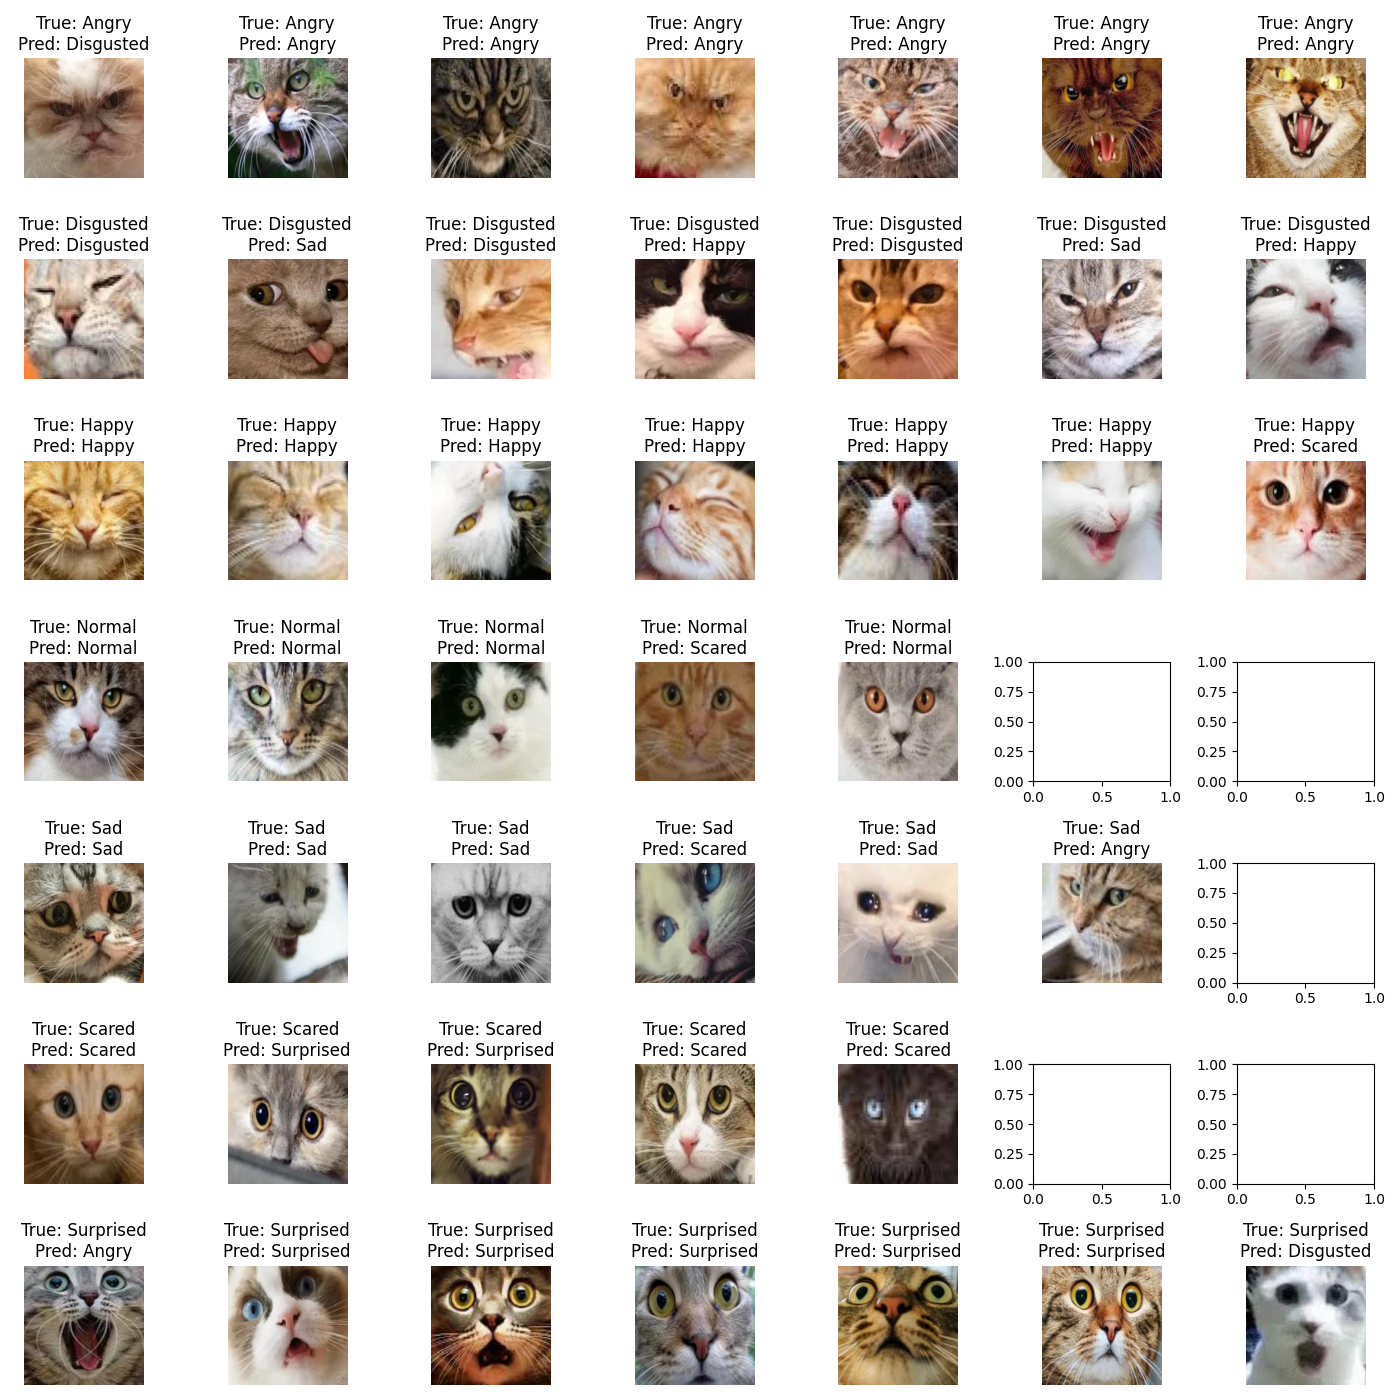 True: Angry
Pred: Disgusted
True: Angry
Pred: Angry
True: Angry
Pred: Angry
True: Angry
Pred: Angry
True: Angry
Pred: Angry
True: Angry
Pred: Angry
True: Angry
Pred: Angry
True: Disgusted
Pred: Disgusted
True: Disgusted
Pred: Sad
True: Disgusted
Pred: Disgusted
True: Disgusted
Pred: Happy
True: Disgusted
Pred: Disgusted
True: Disgusted
Pred: Sad
True: Disgusted
Pred: Happy
True: Happy
Pred: Happy
True: Happy
Pred: Happy
True: Happy
Pred: Happy
True: Happy
Pred: Happy
True: Happy
Pred: Happy
True: Happy
Pred: Happy
True: Happy
Pred: Scared
True: Normal
Pred: Normal
True: Normal
Pred: Normal
True: Normal
Pred: Normal
True: Normal
Pred: Scared
True: Normal
Pred: Normal
1.00
0.75
0.50
0.25
0.00
0.0 0.5 1.0
1.00
0.75
0.50
0.25
0.00
0.0 0.5 1.0
True: Sad
Pred: Sad
True: Sad
Pred: Sad
True: Sad
Pred: Sad
True: Sad
Pred: Scared
True: Sad
Pred: Sad
True: Sad
Pred: Angry
1.00
0.75
0.50
0.25
0.00
0.0 0.5 1.0
True: Scared
Pred: Scared
True: Scared
Pred: Surprised
True: Scared
Pred: Surprised
True: Scared
Pred: Scared
True: Scared
Pred: Scared
1.00
0.75
0.50
0.25
0.00
0.0 0.5 1.0
1.00
0.75
0.50
0.25
0.00
0.0 0.5 1.0
True: Surprised
Pred: Angry
True: Surprised
Pred: Surprised
True: Surprised
Pred: Surprised
True: Surprised
Pred: Surprised
True: Surprised
Pred: Surprised
True: Surprised
Pred: Surprised
True: Surprised
Pred: Disgusted